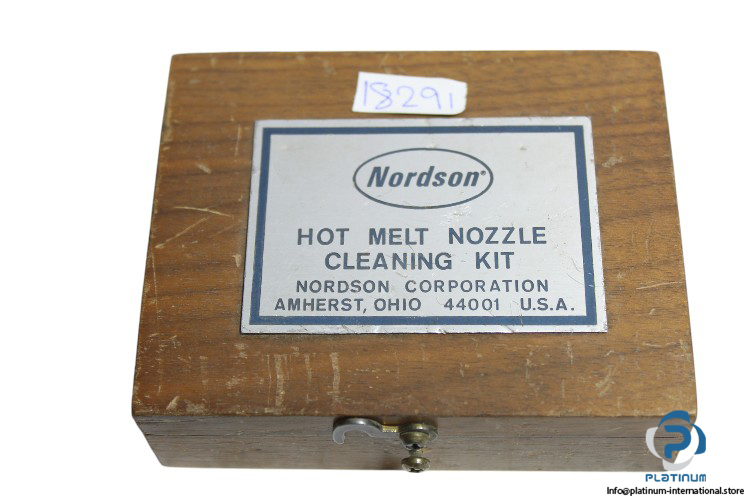 18291
Nordson®
HOT MELT NOZZLE
CLEANING KIT
NORDSON CORPORATION
AMHERST, OHIO 44001 U.S.A.
PLATINUM
Info@platinum-international.store